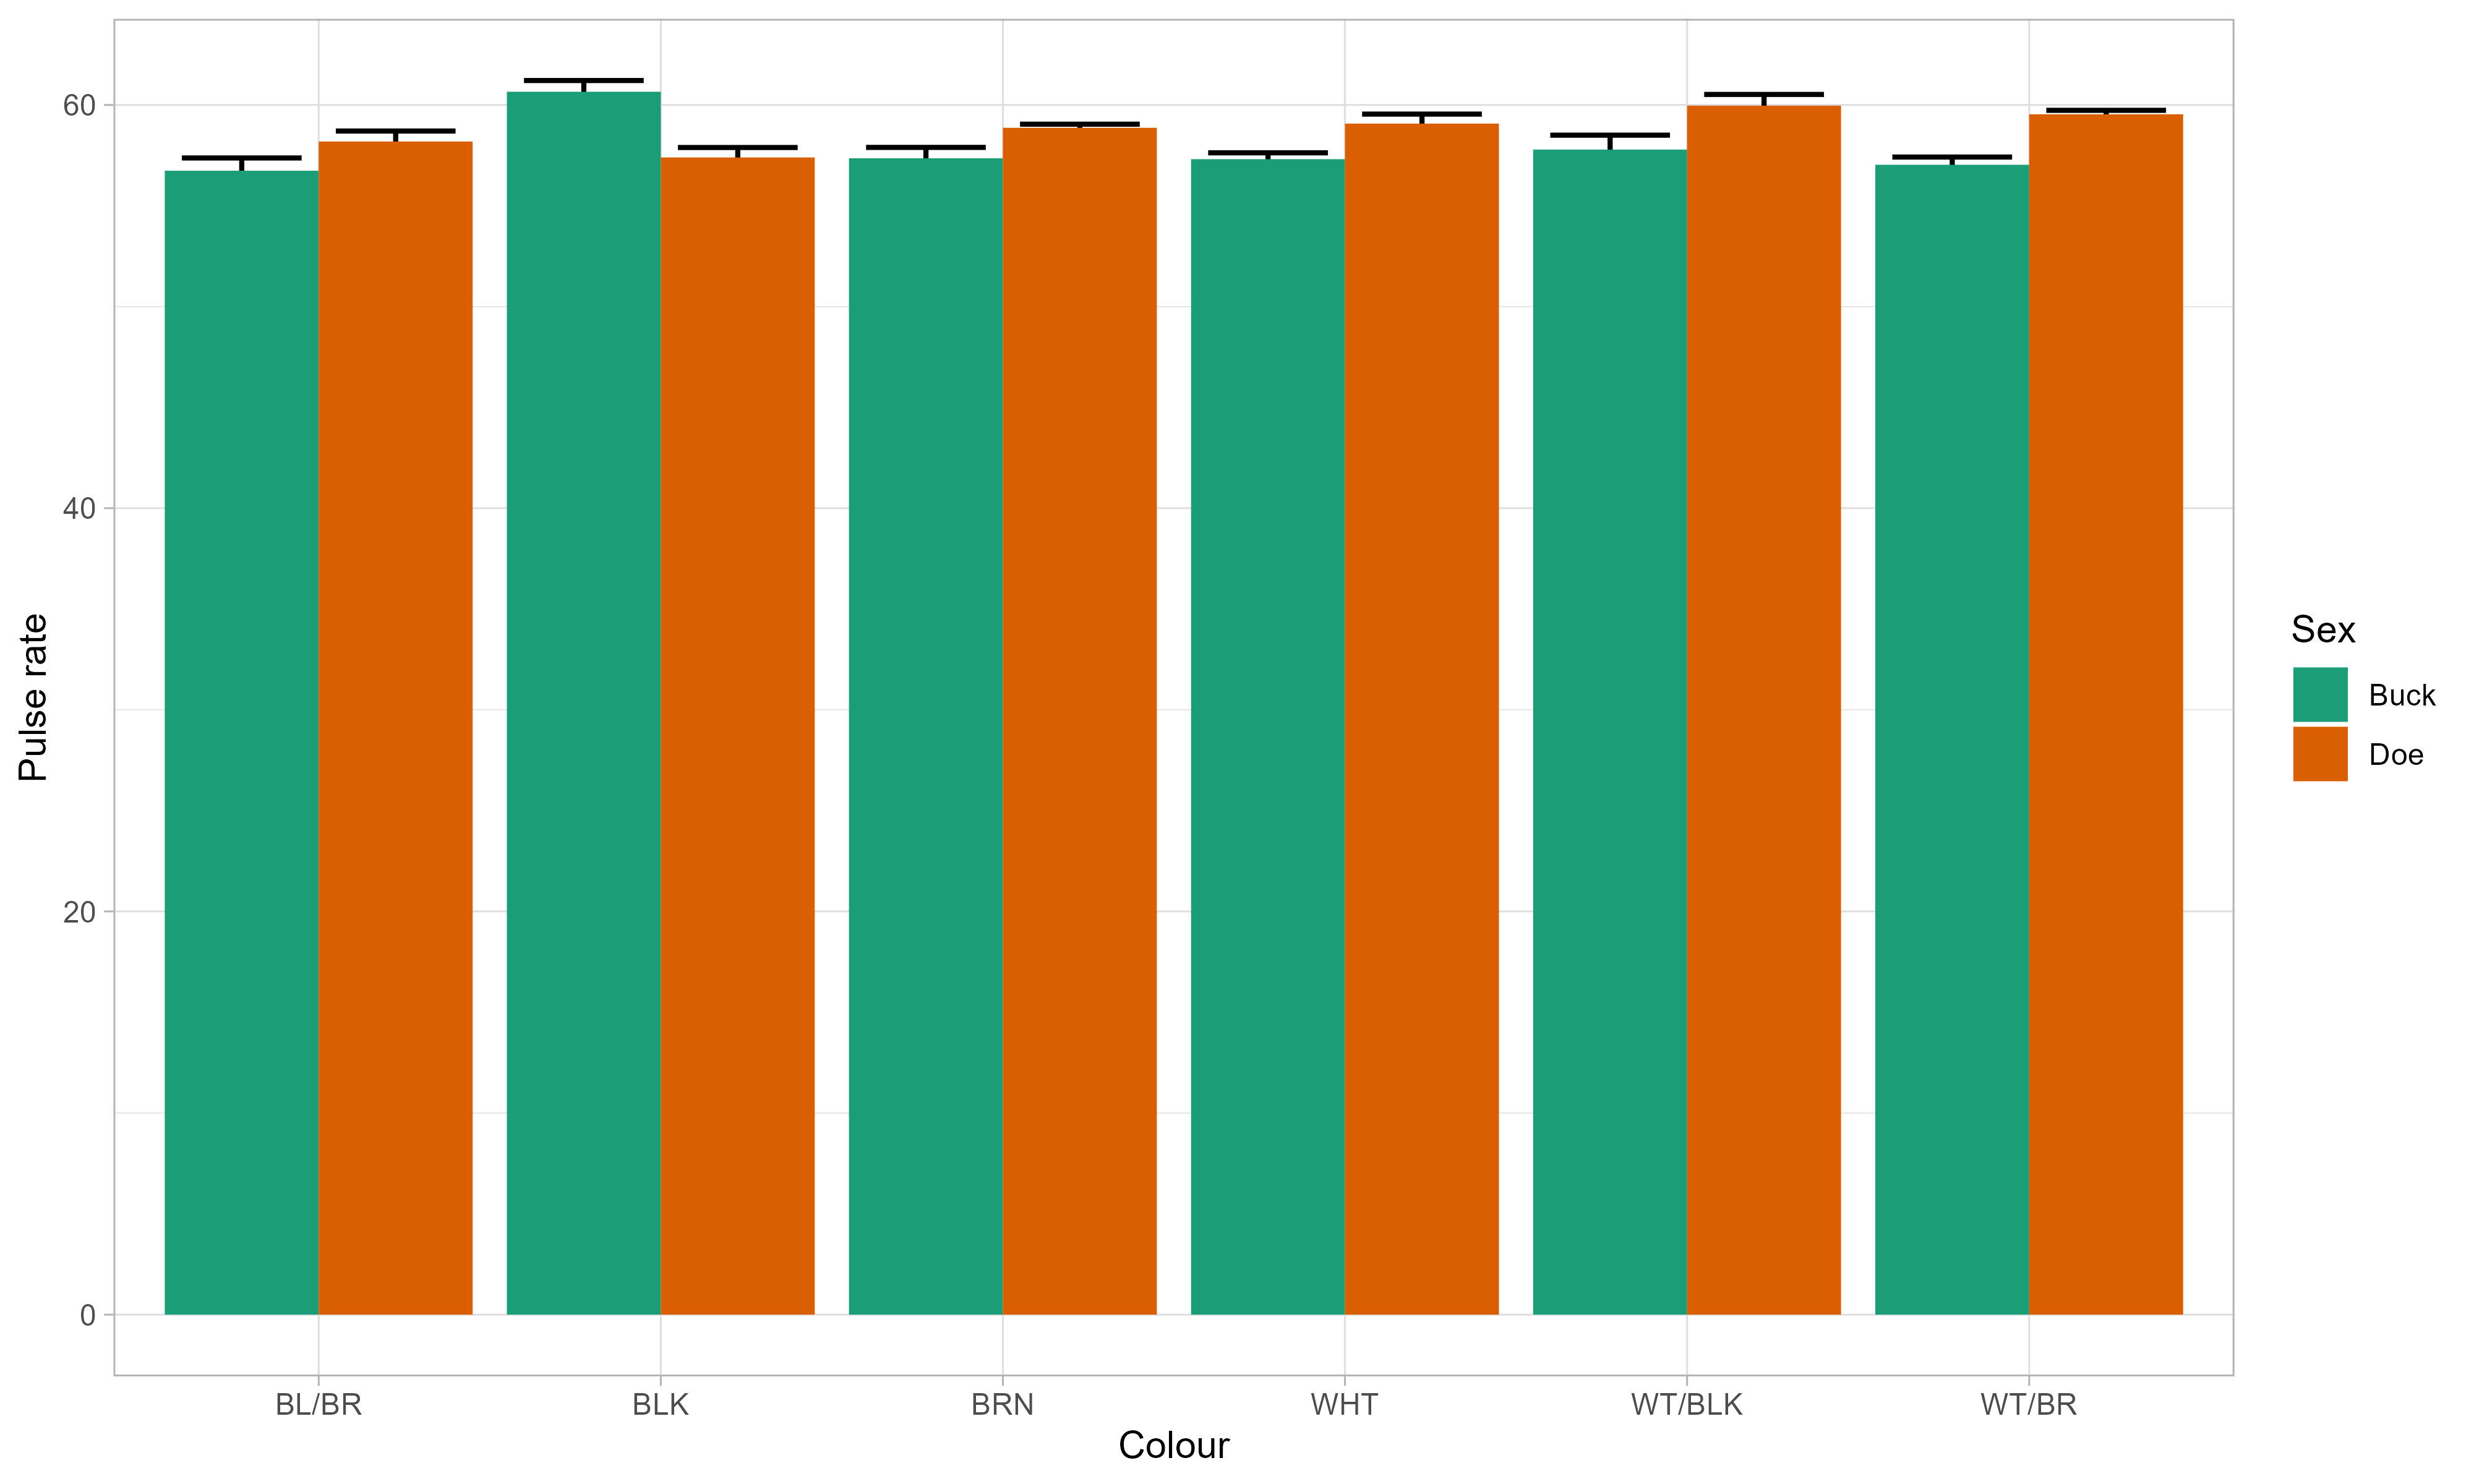 60
40
20
0
Pulse rate
BL/BR
BLK
BRN
WHT
WT/BLK
WT/BR
Colour
Sex
Buck
Doe